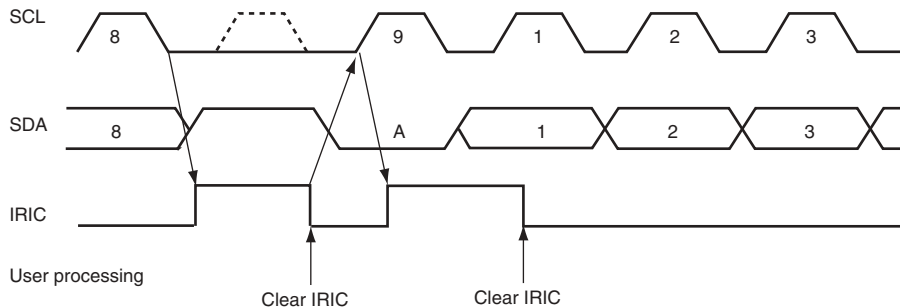 SCL
8
9
1
2
3
SDA
8
A
1
2
3
IRIC
User processing
Clear IRIC
Clear IRIC